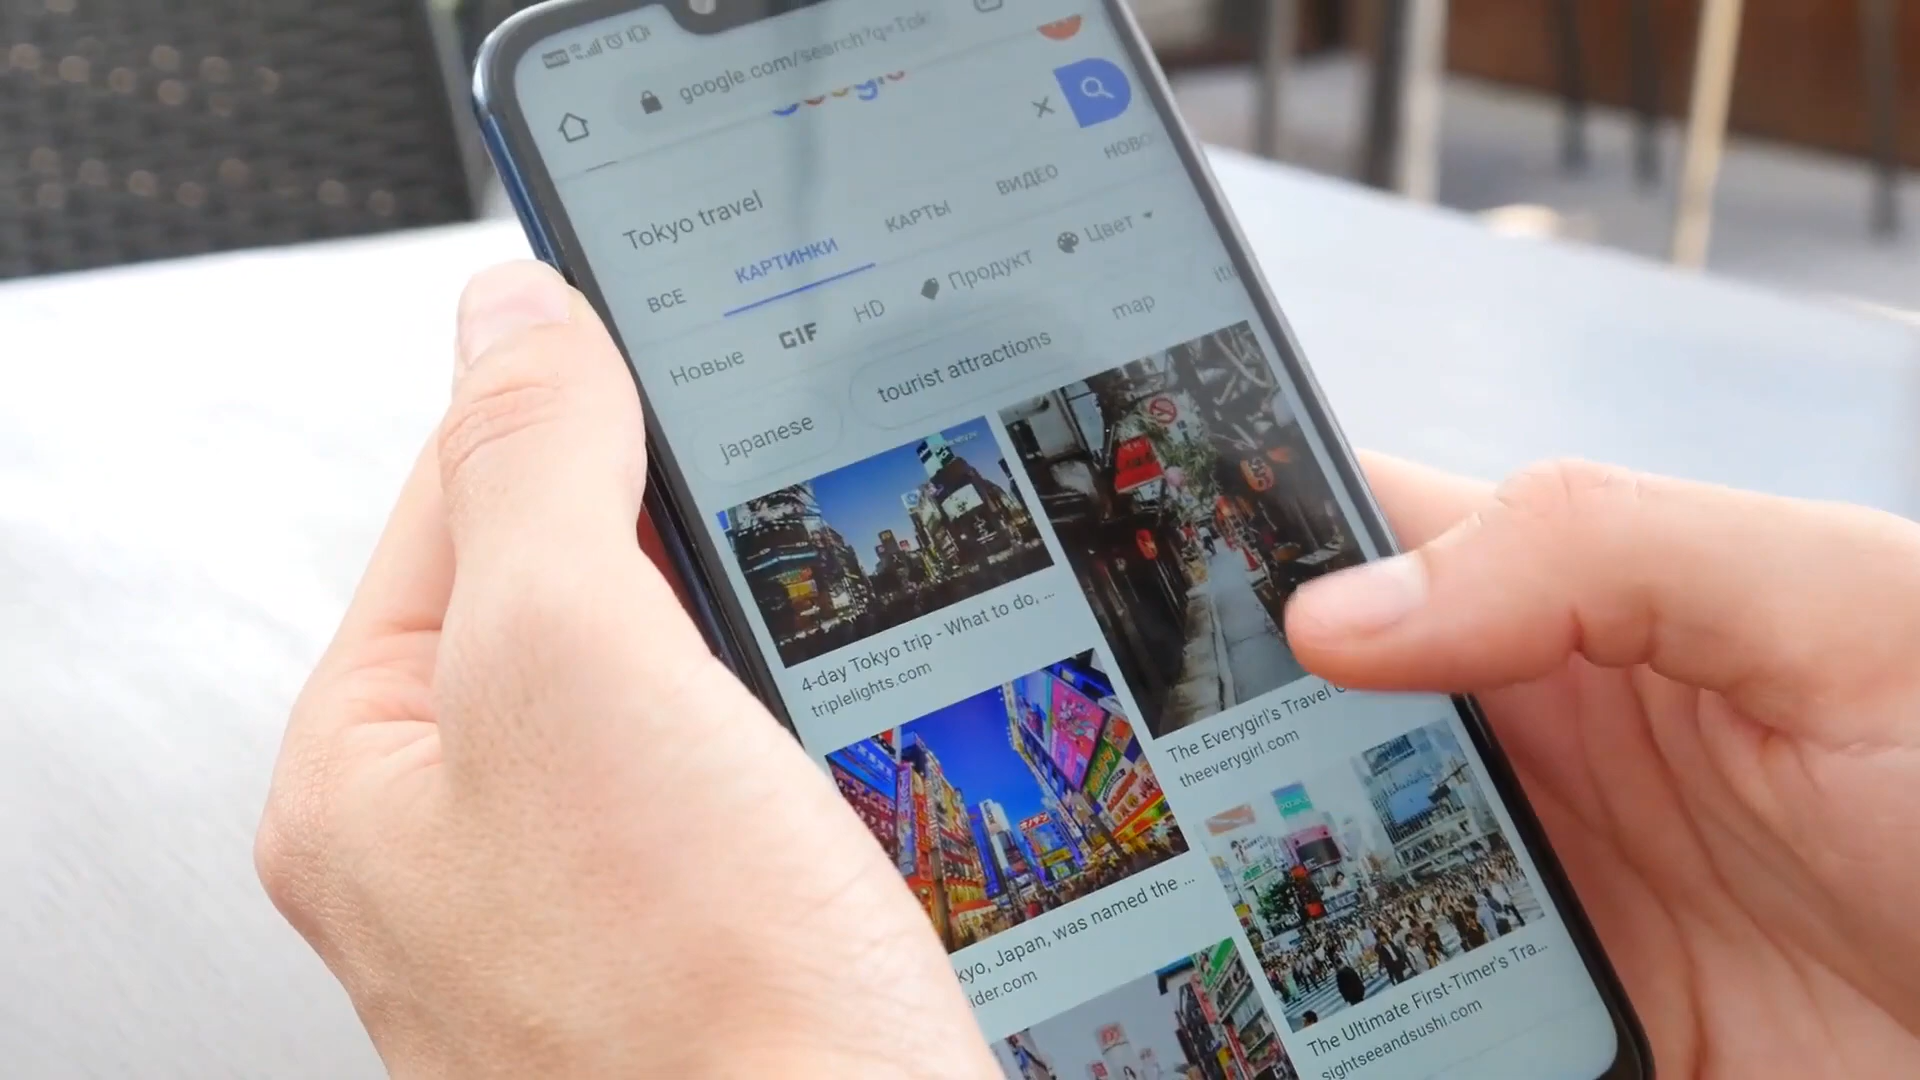 google.com/search?q=Tok
Google
Tokyo travel
ВСЕ КАРТИНКИ КАРТЫ ВИДЕО НОВО
Новые GIF HD Продукт Цвет
japanese tourist attractions map
4-day Tokyo trip - What to do, ...
triplelights.com
The Everygirl's Travel
theeverygirl.com
kyo, Japan, was named the ...
ider.com
The Ultimate First-Timer's Tra...
sightseeandsushi.com